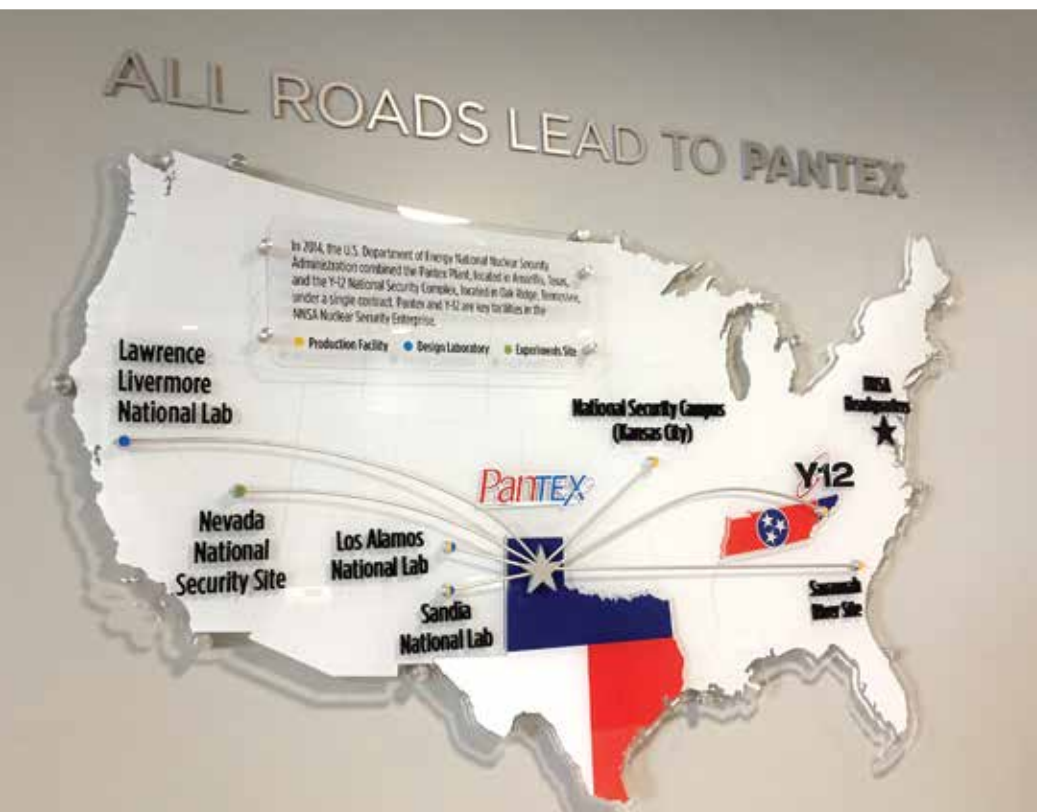 ALL ROADS LEAD TO PANTEX
In 2014, the U.S. Department of Energy National Nuclear Security
Administration combined the Pantex Plant, located in Amarillo, Texas,
and the Y-12 National Security Complex, located in Oak Ridge, Tennessee,
under a single contract. Pantex and Y-12 are key facilities in the
NNSA Nuclear Security Enterprise.
Production Facility Design Laboratory Experiments Site
Lawrence
Livermore
National Lab
National Security Campus
(Kansas City)
NNSA
Headquarters
PanTEX
Y-12
Nevada
National
Security Site
Los Alamos
National Lab
Sandia
National Lab
Savannah
River Site